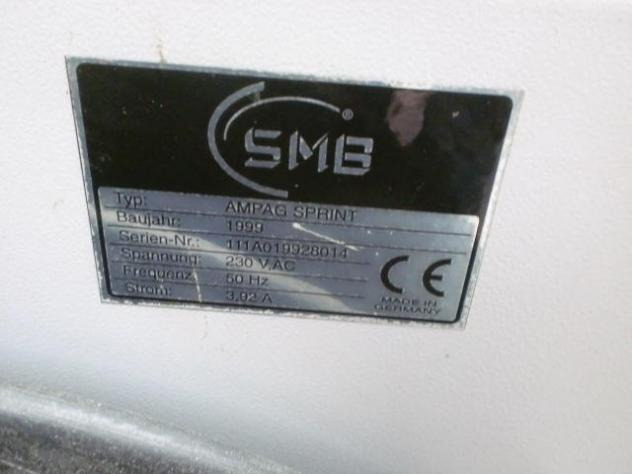 SMB®
Typ: AMPAG SPRINT
Baujahr: 1999
Serien-Nr.: 111A019928014
Spannung: 230 V,AC
Frequenz: 50 Hz
Strom: 3,92 A
CE
MADE IN
GERMANY